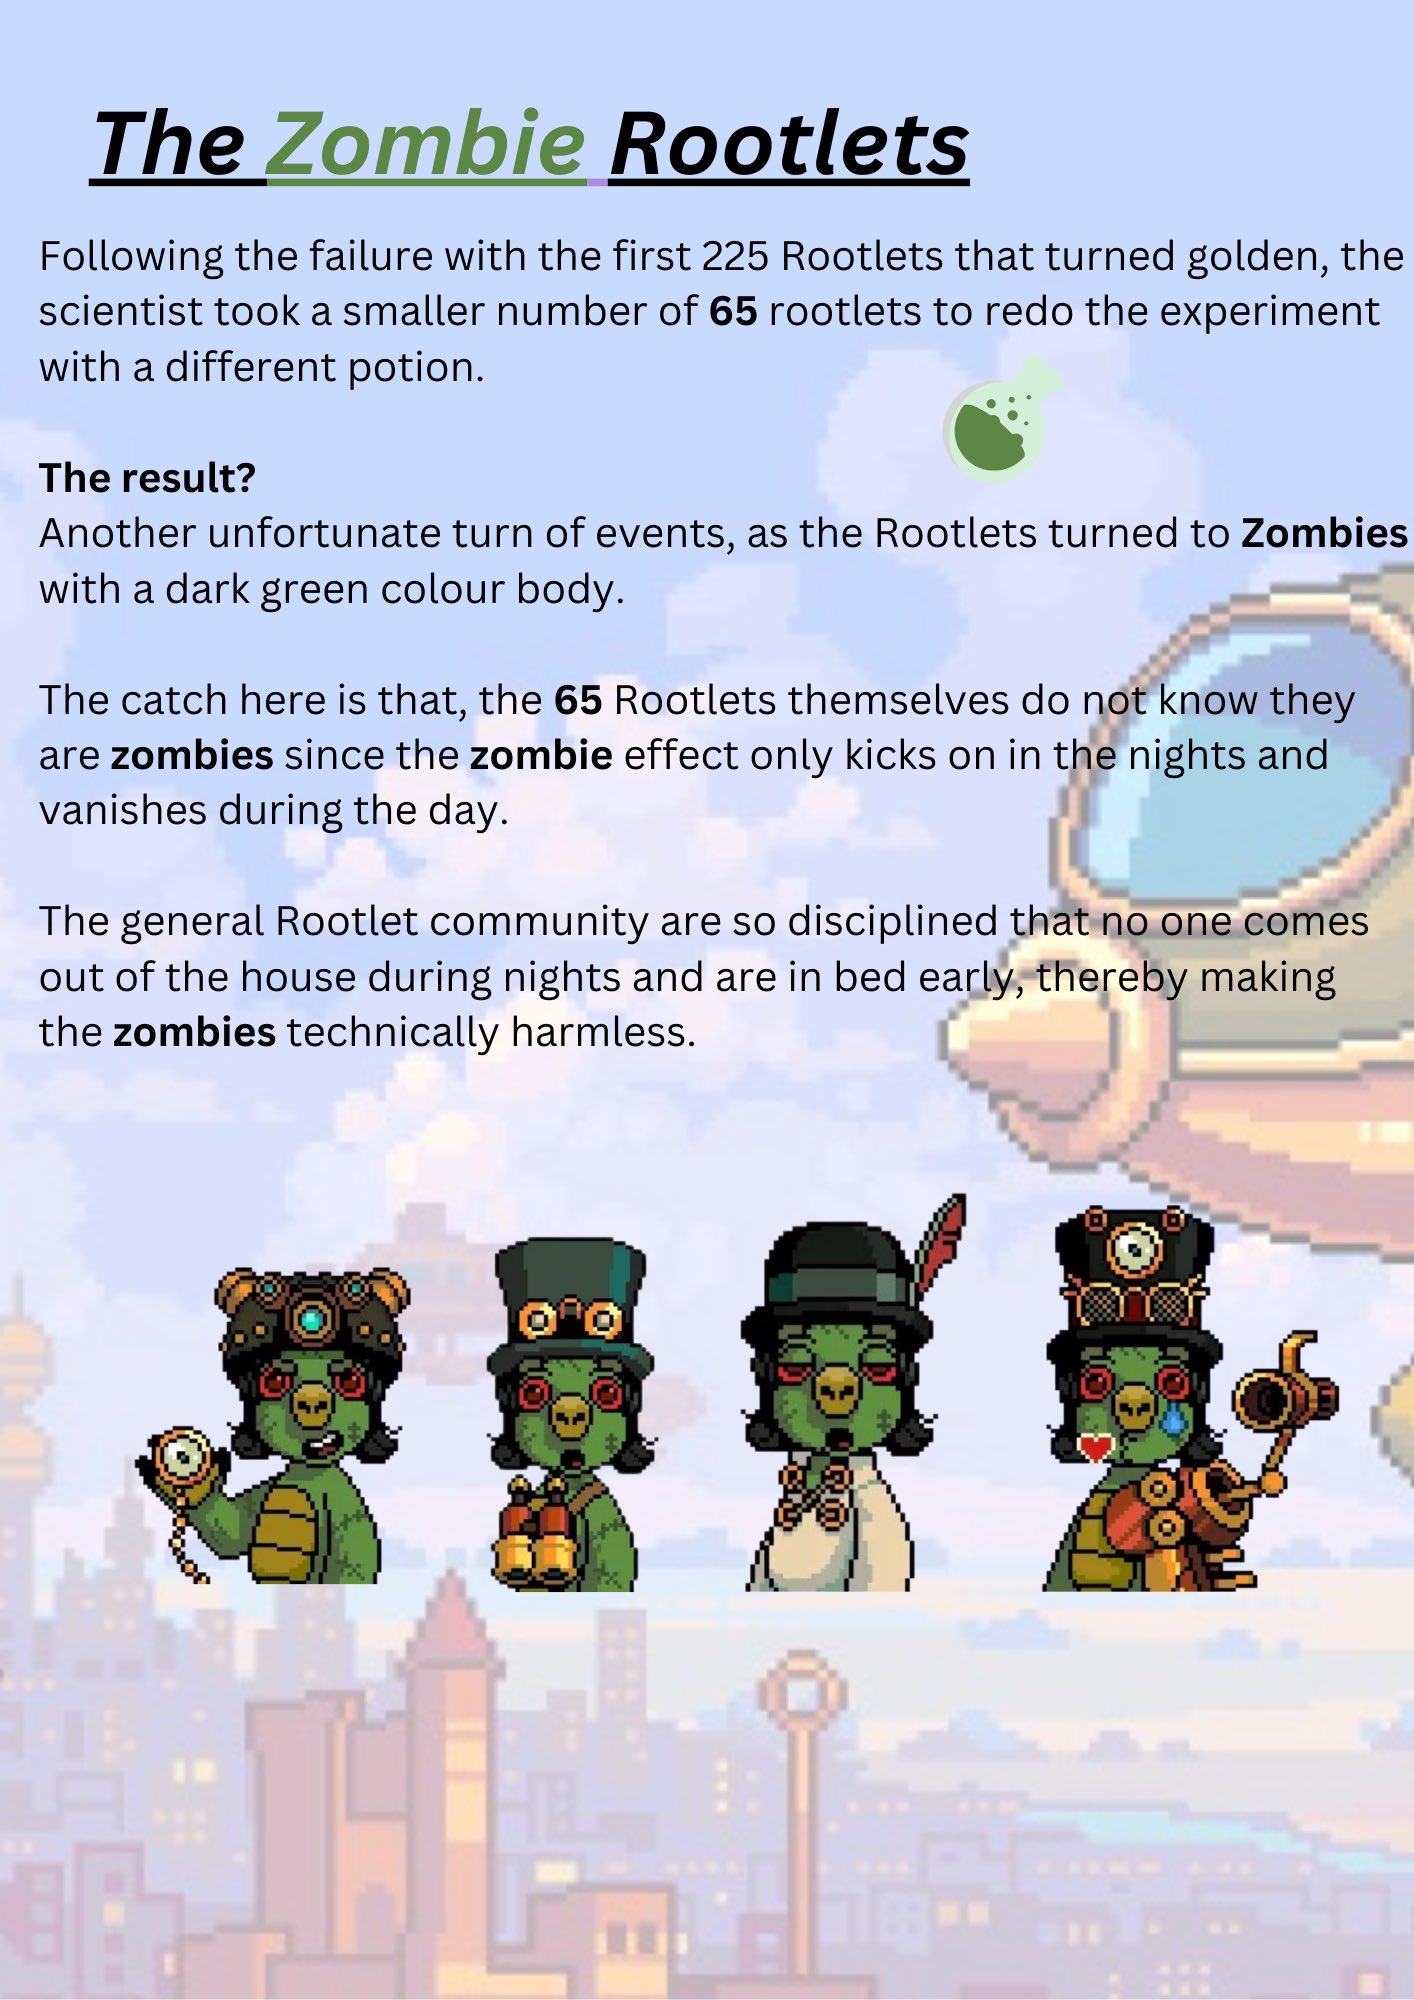 The Zombie Rootlets
Following the failure with the first 225 Rootlets that turned golden, the
scientist took a smaller number of 65 rootlets to redo the experiment
with a different potion.
The result?
Another unfortunate turn of events, as the Rootlets turned to Zombies
with a dark green colour body.
The catch here is that, the 65 Rootlets themselves do not know they
are zombies since the zombie effect only kicks on in the nights and
vanishes during the day.
The general Rootlet community are so disciplined that no one comes
out of the house during nights and are in bed early, thereby making
the zombies technically harmless.